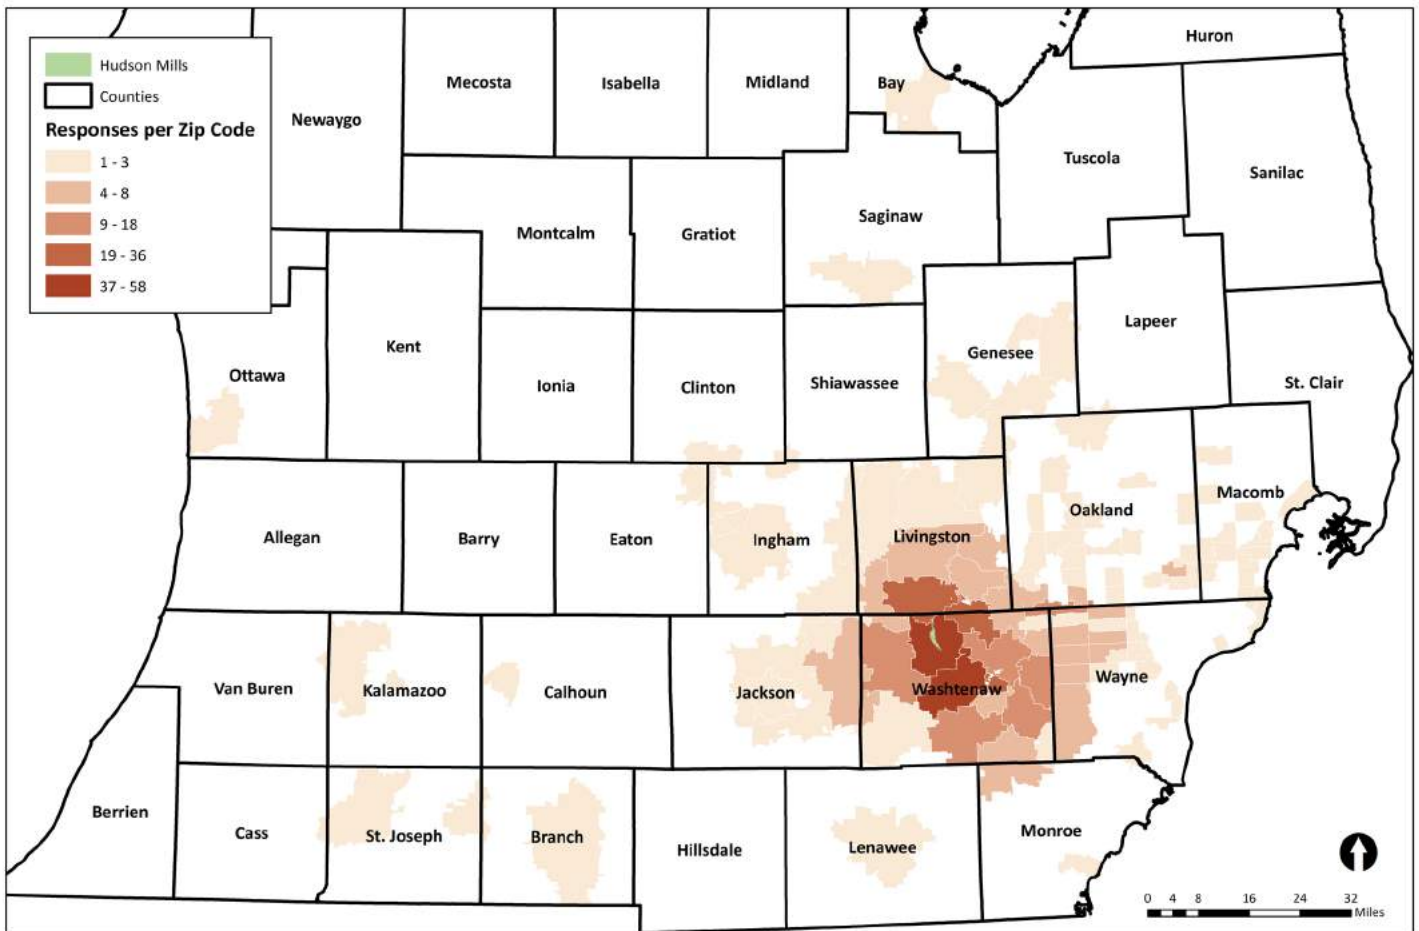 Hudson Mills
Counties
Responses per Zip Code
1 - 3
4 - 8
9 - 18
19 - 36
37 - 58
Huron
Mecosta
Isabella
Midland
Bay
Newaygo
Tuscola
Sanilac
Saginaw
Montcalm
Gratiot
Lapeer
Kent
Genesee
Ottawa
Ionia
Clinton
Shiawassee
St. Clair
Macomb
Oakland
Allegan
Barry
Eaton
Ingham
Livingston
Van Buren
Kalamazoo
Calhoun
Jackson
Washtenaw
Wayne
Berrien
Cass
St. Joseph
Branch
Hillsdale
Lenawee
Monroe
0 4 8 16 24 32
Miles